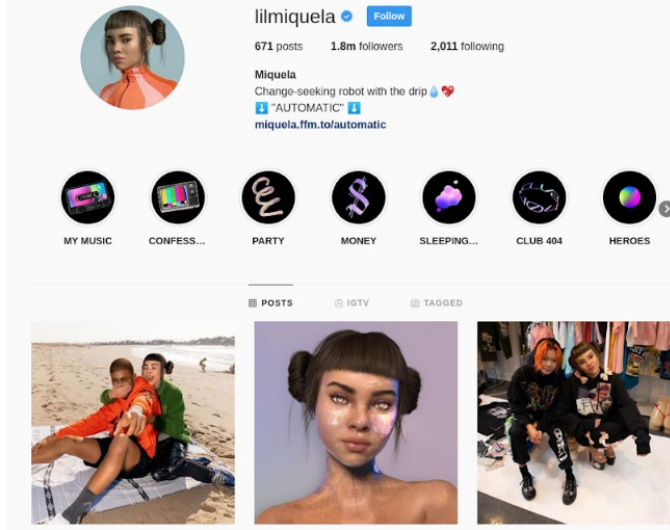 lilmiquela Follow
671 posts 1.8m followers 2,011 following
Miquela
Change-seeking robot with the drip💧💖
⬇️ "AUTOMATIC" ⬇️
miquela.ffm.to/automatic
MY MUSIC CONFESS... PARTY MONEY SLEEPING... CLUB 404 HEROES
POSTS IGTV TAGGED